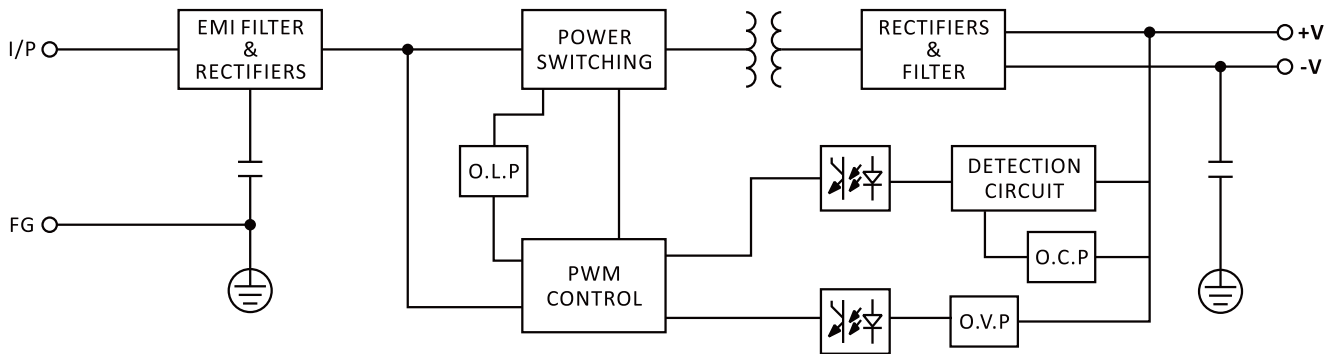 I/P
EMI FILTER
&
RECTIFIERS
POWER
SWITCHING
RECTIFIERS
&
FILTER
+V
-V
O.L.P
DETECTION
CIRCUIT
FG
O.C.P
PWM
CONTROL
O.V.P